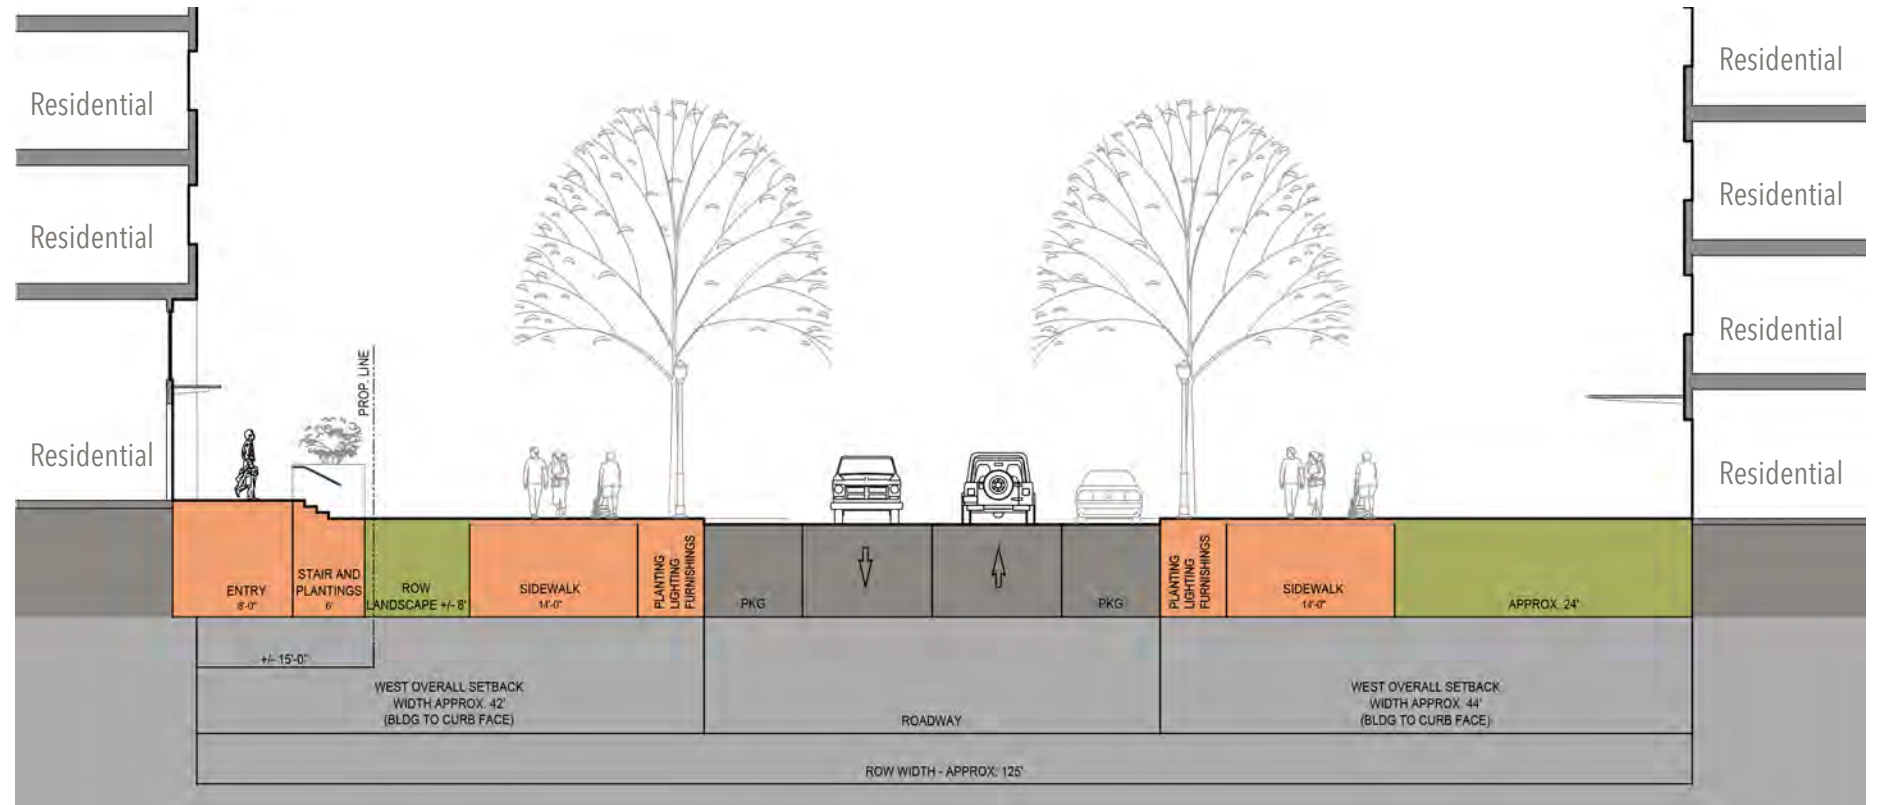 Residential
Residential
Residential
Residential
Residential
Residential
Residential
PROP. LINE
ENTRY
8'-0"
STAIR AND
PLANTINGS
6'
ROW
LANDSCAPE +/- 8'
SIDEWALK
14'-0"
PLANTING
LIGHTING
FURNISHINGS
PKG
PKG
PLANTING
LIGHTING
FURNISHINGS
SIDEWALK
14'-0"
APPROX. 24'
+/- 15'-0"
WEST OVERALL SETBACK
WIDTH APPROX. 42'
(BLDG TO CURB FACE)
ROADWAY
WEST OVERALL SETBACK
WIDTH APPROX. 44'
(BLDG TO CURB FACE)
ROW WIDTH - APPROX. 125'